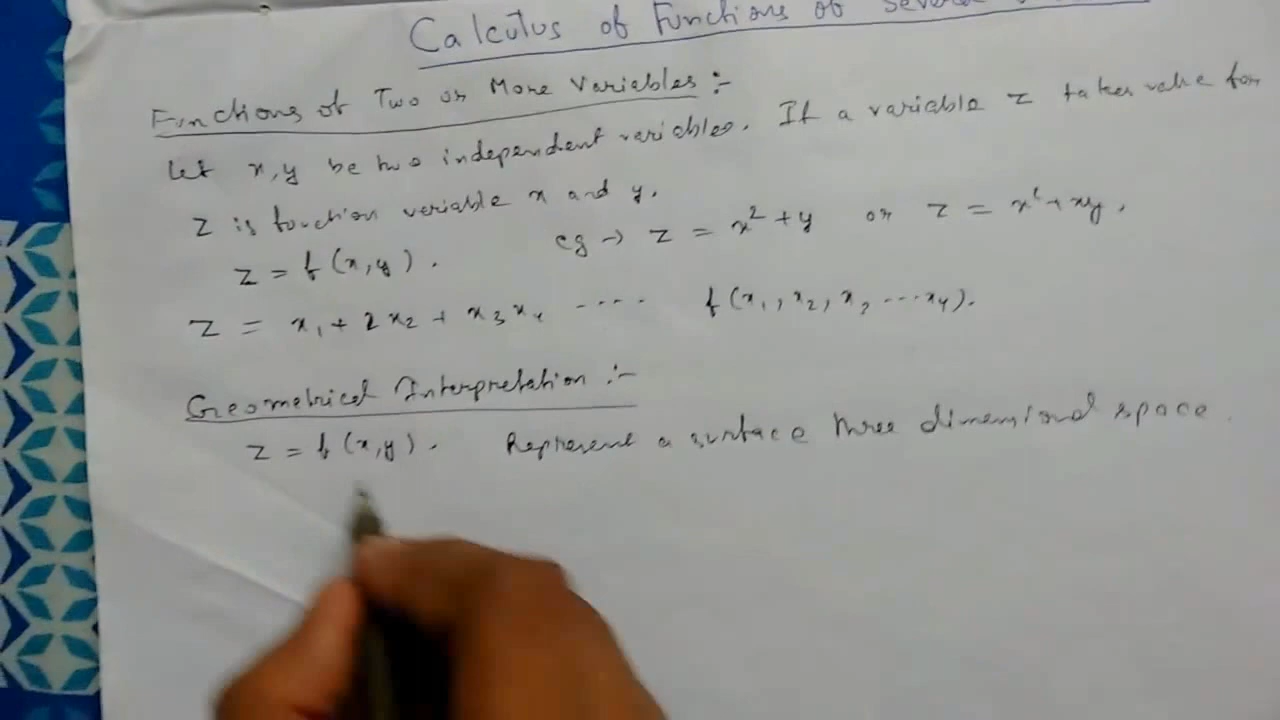 Calculus of Functions of Several
Functions of Two or More Variables :-
Let x, y be two independent variables. If a variable z takes value for
z is function variable x and y.
z = f(x,y). eg → z = x² + y or z = x² + xy.
z = x₁ + 2x₂ + x₃x₄ ---- f(x₁, x₂, x₃ ---x₄).
Geometrical Interpretation :-
z = f(x,y). Represent a surface three dimensional space.